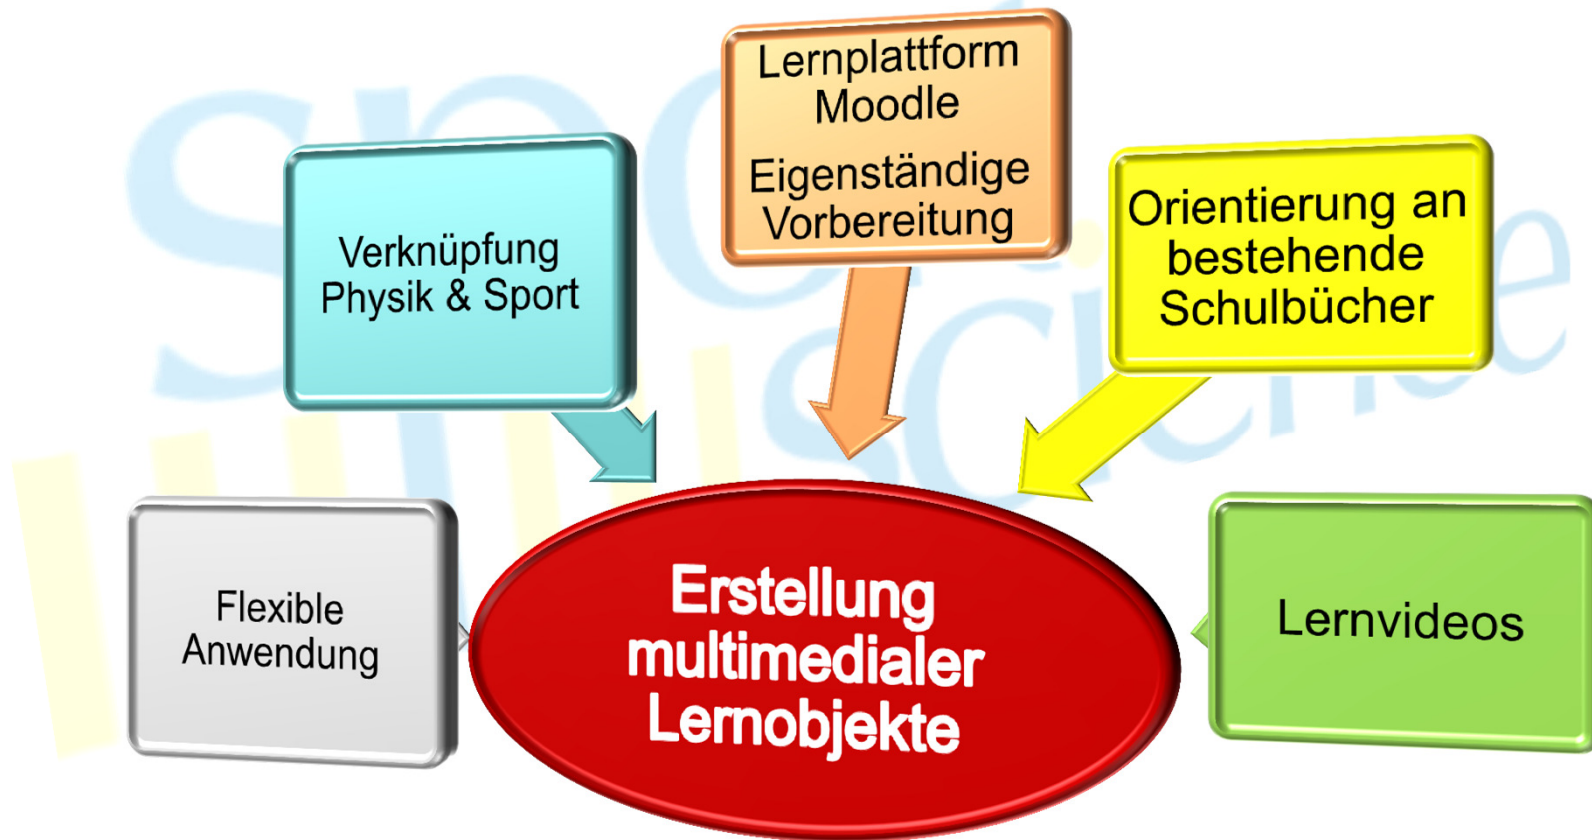 Lernplattform
Moodle
Eigenständige
Vorbereitung
Verknüpfung
Physik & Sport
Orientierung an
bestehende
Schulbücher
Flexible
Anwendung
Erstellung
multimedialer
Lernobjekte
Lernvideos